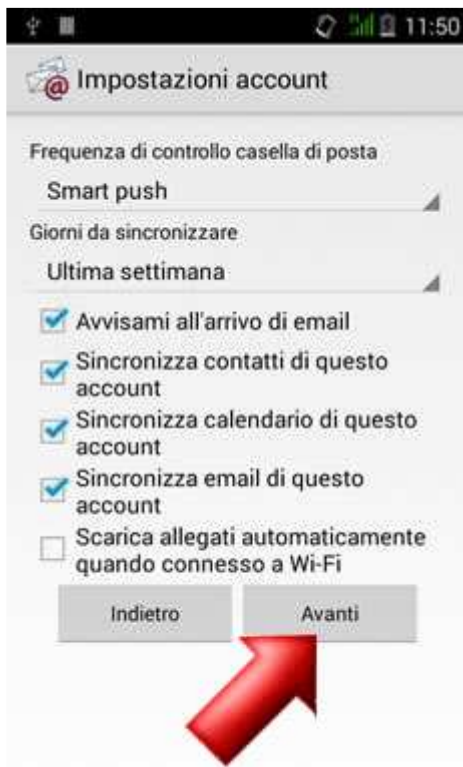 11:50
Impostazioni account
Frequenza di controllo casella di posta
Smart push
Giorni da sincronizzare
Ultima settimana
Avvisami all'arrivo di email
Sincronizza contatti di questo
account
Sincronizza calendario di questo
account
Sincronizza email di questo
account
Scarica allegati automaticamente
quando connesso a Wi-Fi
Indietro
Avanti